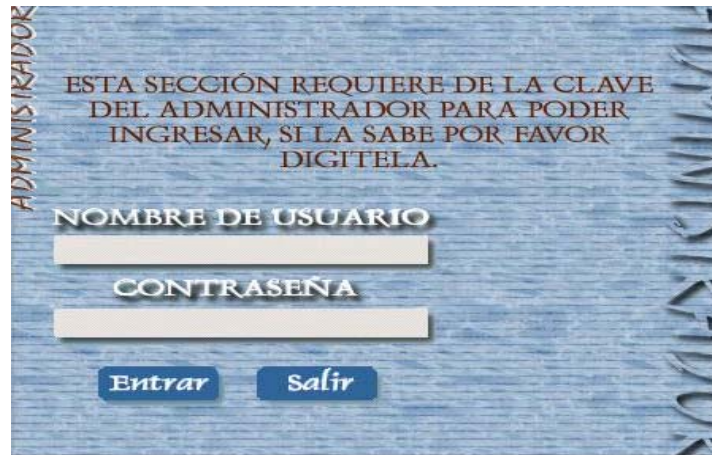 ADMINISTRADOR
ESTA SECCIÓN REQUIERE DE LA CLAVE
DEL ADMINISTRADOR PARA PODER
INGRESAR, SI LA SABE POR FAVOR
DIGITELA.
NOMBRE DE USUARIO
CONTRASEÑA
Entrar
Salir